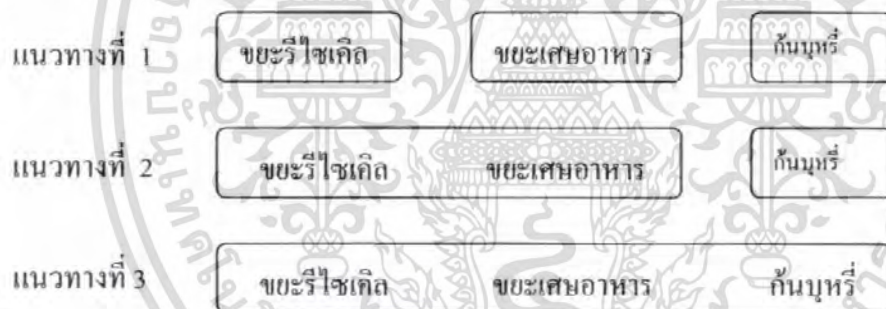 แนวทางที่ 1 ขยะรีไซเคิล ขยะเศษอาหาร ก้นบุหรี่
แนวทางที่ 2 ขยะรีไซเคิล ขยะเศษอาหาร ก้นบุหรี่
แนวทางที่ 3 ขยะรีไซเคิล ขยะเศษอาหาร ก้นบุหรี่